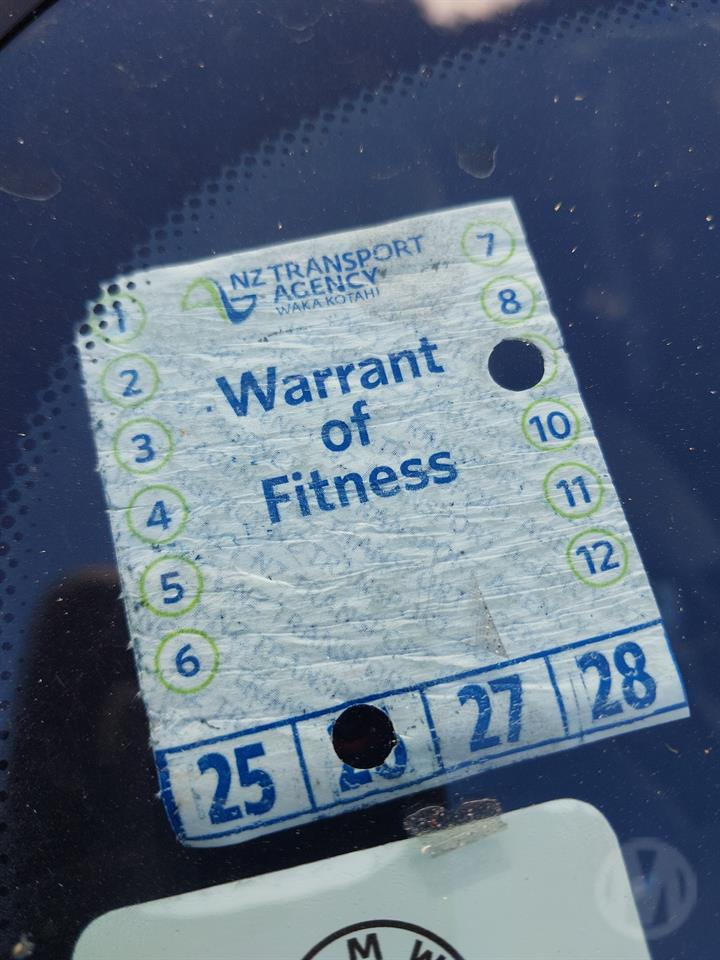 NZ TRANSPORT
AGENCY
WAKA KOTAHI
Warrant
of
Fitness
1
2
3
4
5
6
7
8
10
11
12
25 27 28
M W